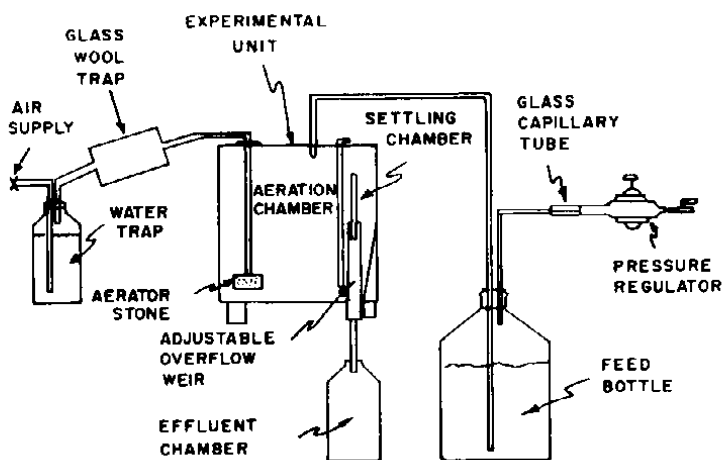 GLASS
WOOL
TRAP
EXPERIMENTAL
UNIT
AIR
SUPPLY
SETTLING
CHAMBER
GLASS
CAPILLARY
TUBE
AERATION
CHAMBER
WATER
TRAP
AERATOR
STONE
PRESSURE
REGULATOR
ADJUSTABLE
OVERFLOW
WEIR
FEED
BOTTLE
EFFLUENT
CHAMBER